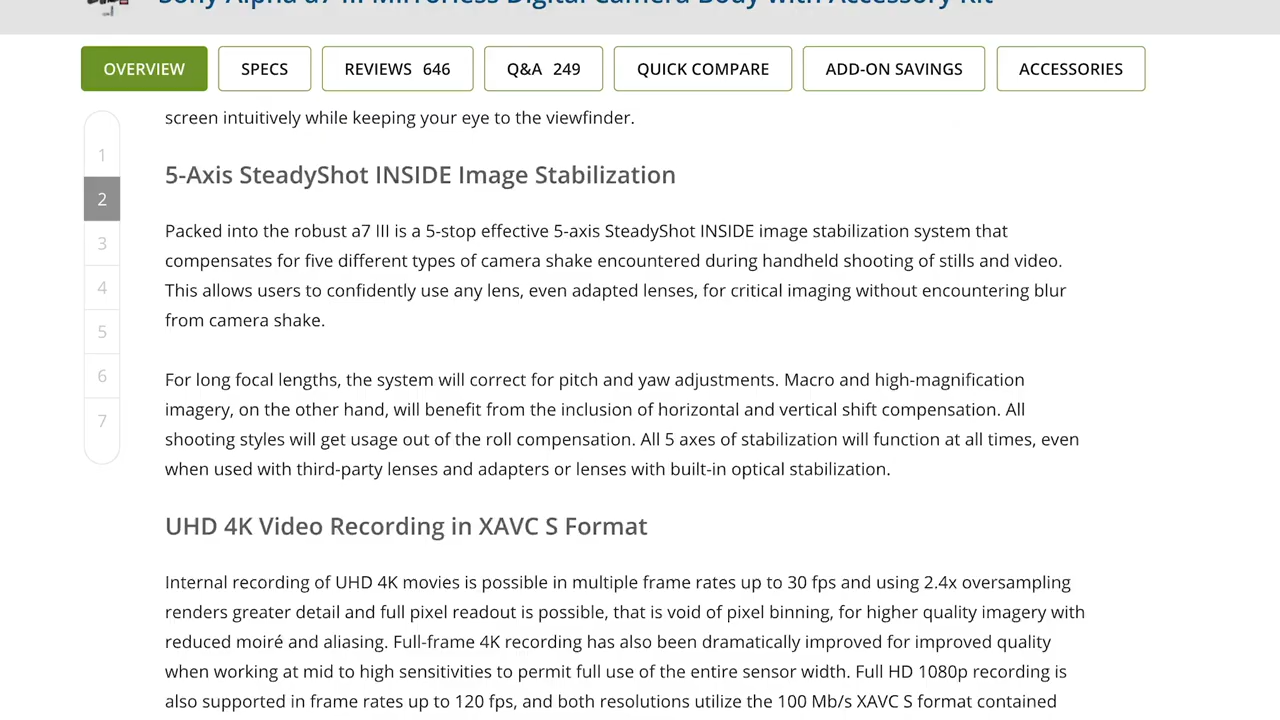 Sony Alpha a7 III Mirrorless Digital Camera Body with Accessory Kit
OVERVIEW SPECS REVIEWS 646 Q&A 249 QUICK COMPARE ADD-ON SAVINGS ACCESSORIES
screen intuitively while keeping your eye to the viewfinder.
1
5-Axis SteadyShot INSIDE Image Stabilization
2
Packed into the robust a7 III is a 5-stop effective 5-axis SteadyShot INSIDE image stabilization system that
3
compensates for five different types of camera shake encountered during handheld shooting of stills and video.
4
This allows users to confidently use any lens, even adapted lenses, for critical imaging without encountering blur
from camera shake.
5
6
For long focal lengths, the system will correct for pitch and yaw adjustments. Macro and high-magnification
imagery, on the other hand, will benefit from the inclusion of horizontal and vertical shift compensation. All
7
shooting styles will get usage out of the roll compensation. All 5 axes of stabilization will function at all times, even
when used with third-party lenses and adapters or lenses with built-in optical stabilization.
UHD 4K Video Recording in XAVC S Format
Internal recording of UHD 4K movies is possible in multiple frame rates up to 30 fps and using 2.4x oversampling
renders greater detail and full pixel readout is possible, that is void of pixel binning, for higher quality imagery with
reduced moiré and aliasing. Full-frame 4K recording has also been dramatically improved for improved quality
when working at mid to high sensitivities to permit full use of the entire sensor width. Full HD 1080p recording is
also supported in frame rates up to 120 fps, and both resolutions utilize the 100 Mb/s XAVC S format contained